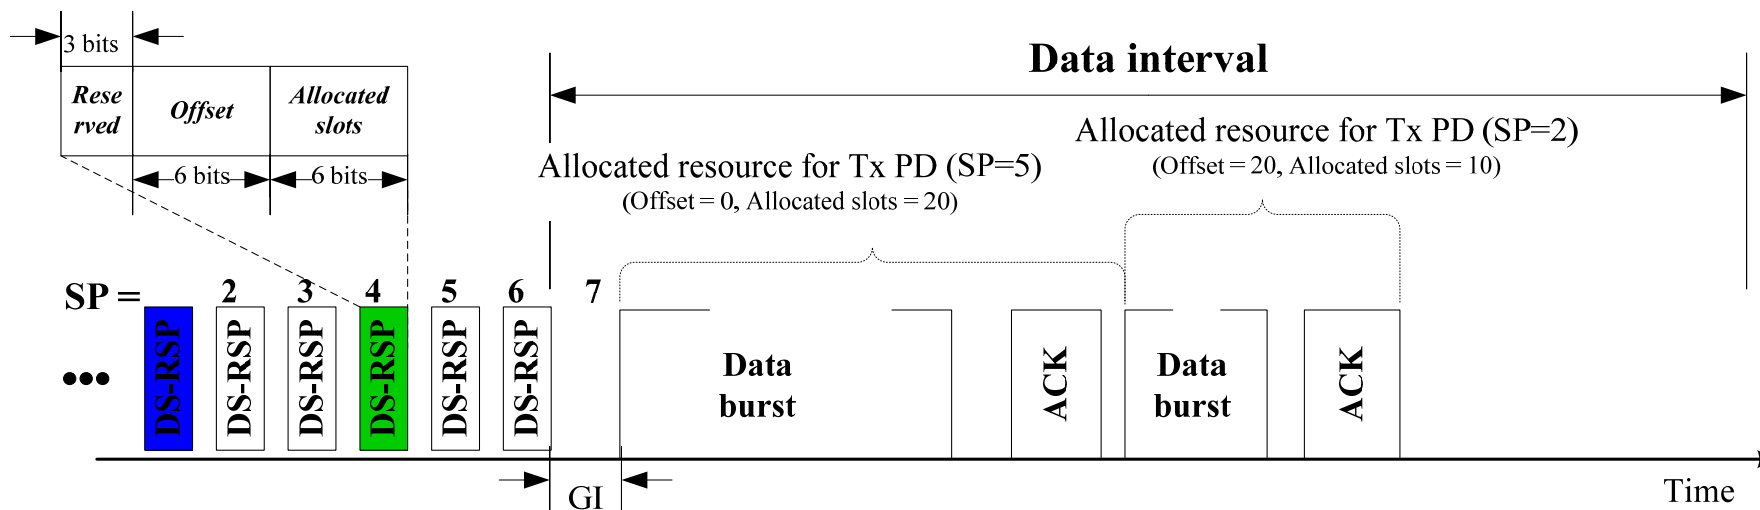 3 bits
Data interval
Rese
rved
Offset
Allocated
slots
Allocated resource for Tx PD (SP=2)
(Offset = 20, Allocated slots = 10)
Allocated resource for Tx PD (SP=5)
(Offset = 0, Allocated slots = 20)
6 bits
6 bits
SP =
2
3
4
5
6
7
DS-RSP
DS-RSP
DS-RSP
DS-RSP
DS-RSP
DS-RSP
Data
burst
ACK
Data
burst
ACK
•••
GI
Time